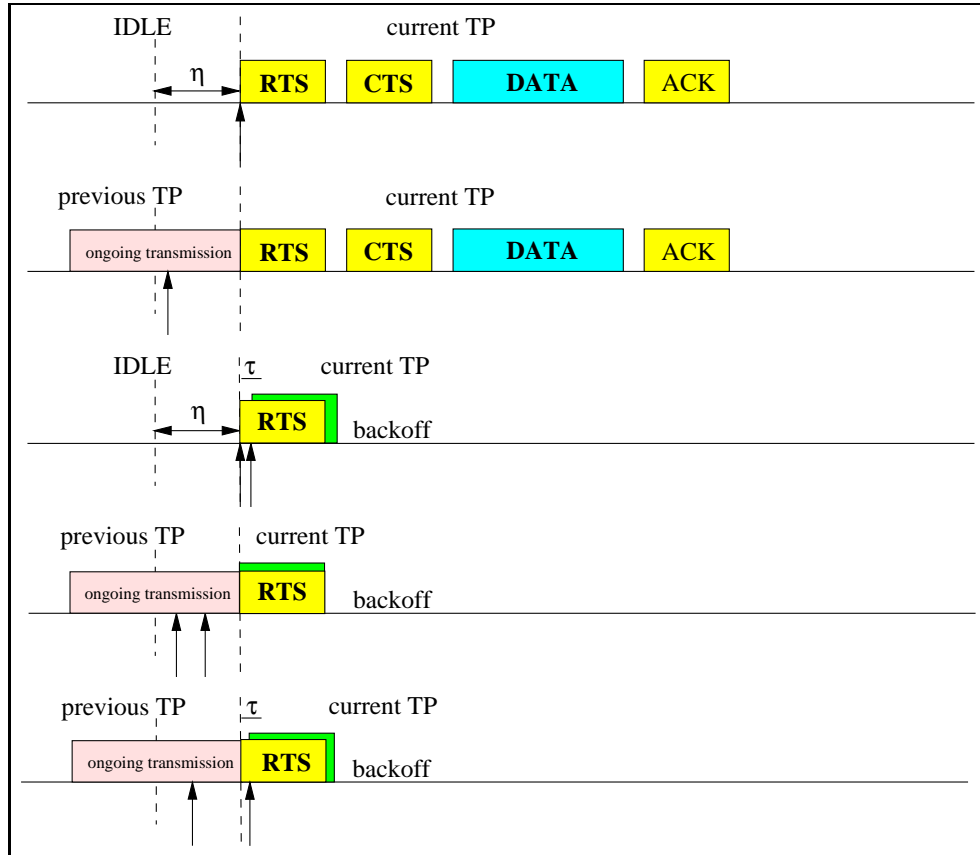 IDLE current TP
η RTS CTS DATA ACK
previous TP current TP
ongoing transmission RTS CTS DATA ACK
IDLE τ current TP
η RTS backoff
previous TP current TP
ongoing transmission RTS backoff
previous TP τ current TP
ongoing transmission RTS backoff